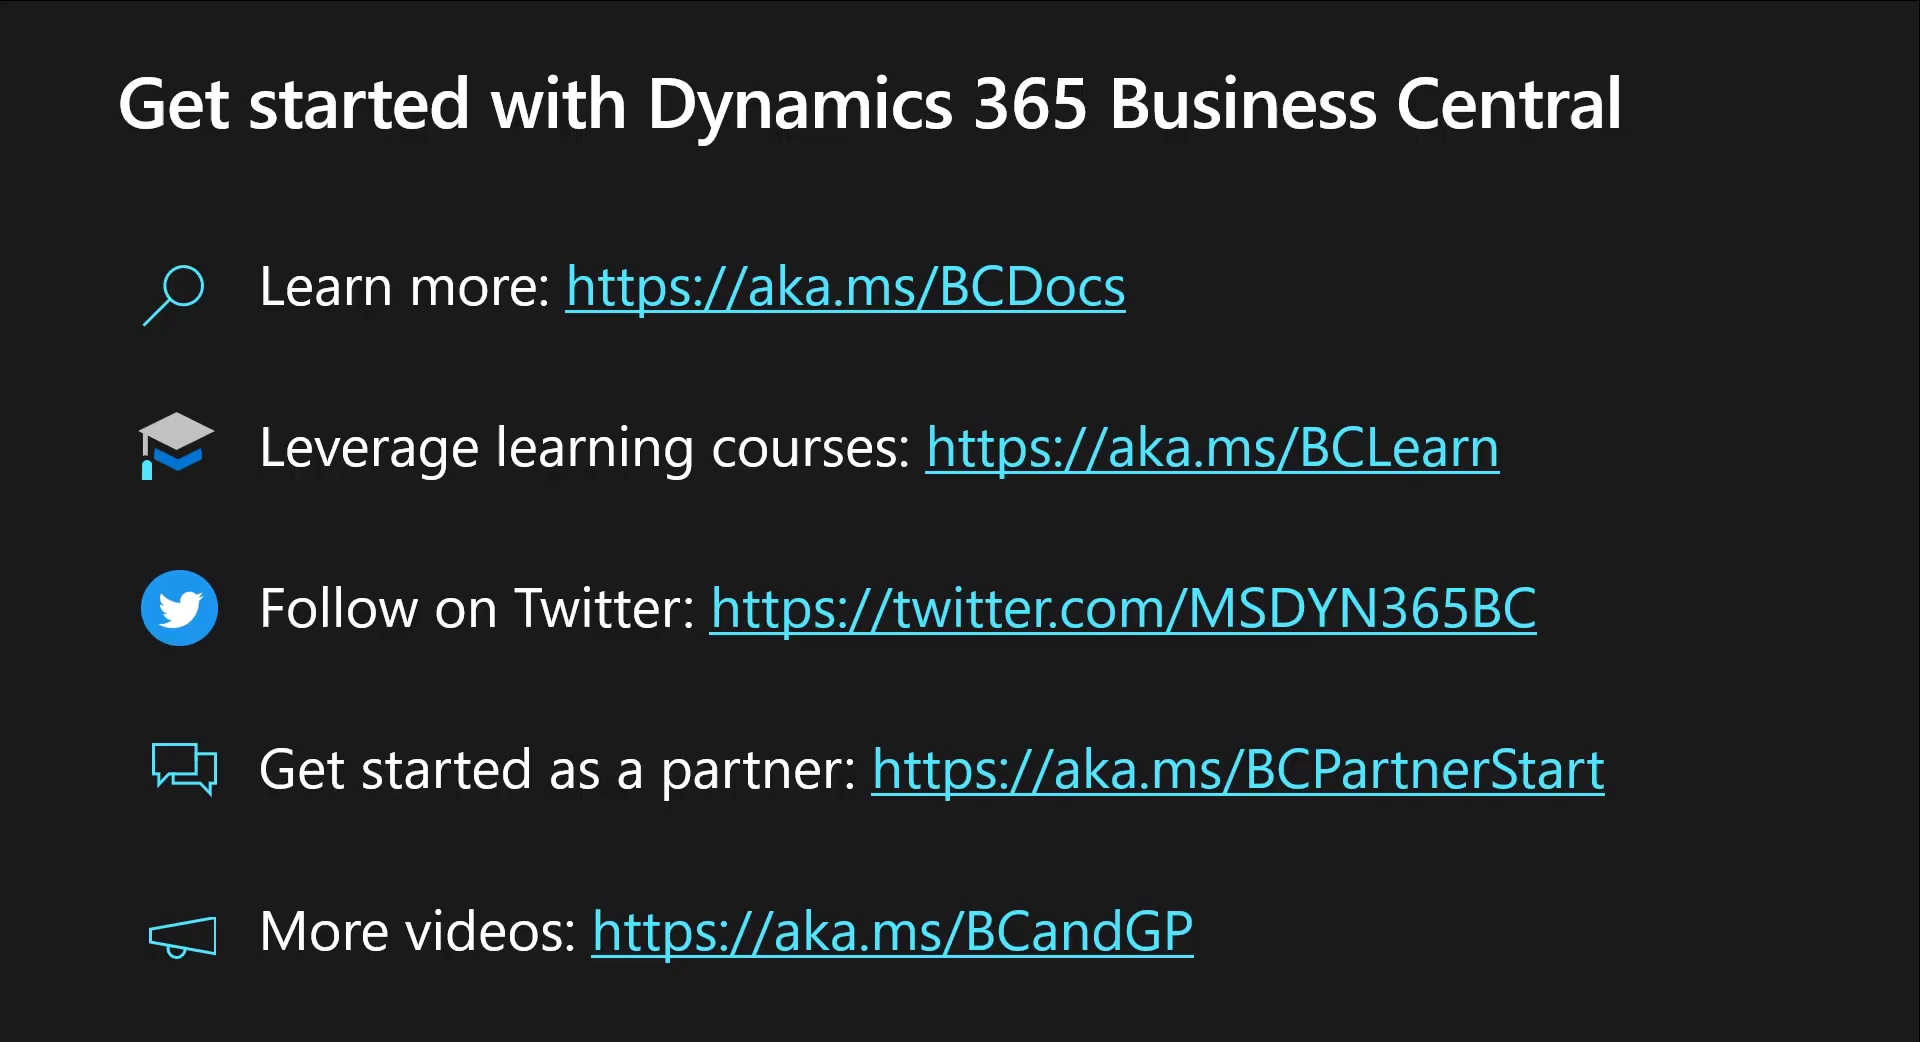 Get started with Dynamics 365 Business Central
Learn more: https://aka.ms/BCDocs
Leverage learning courses: https://aka.ms/BCLearn
Follow on Twitter: https://twitter.com/MSDYN365BC
Get started as a partner: https://aka.ms/BCPartnerStart
More videos: https://aka.ms/BCandGP